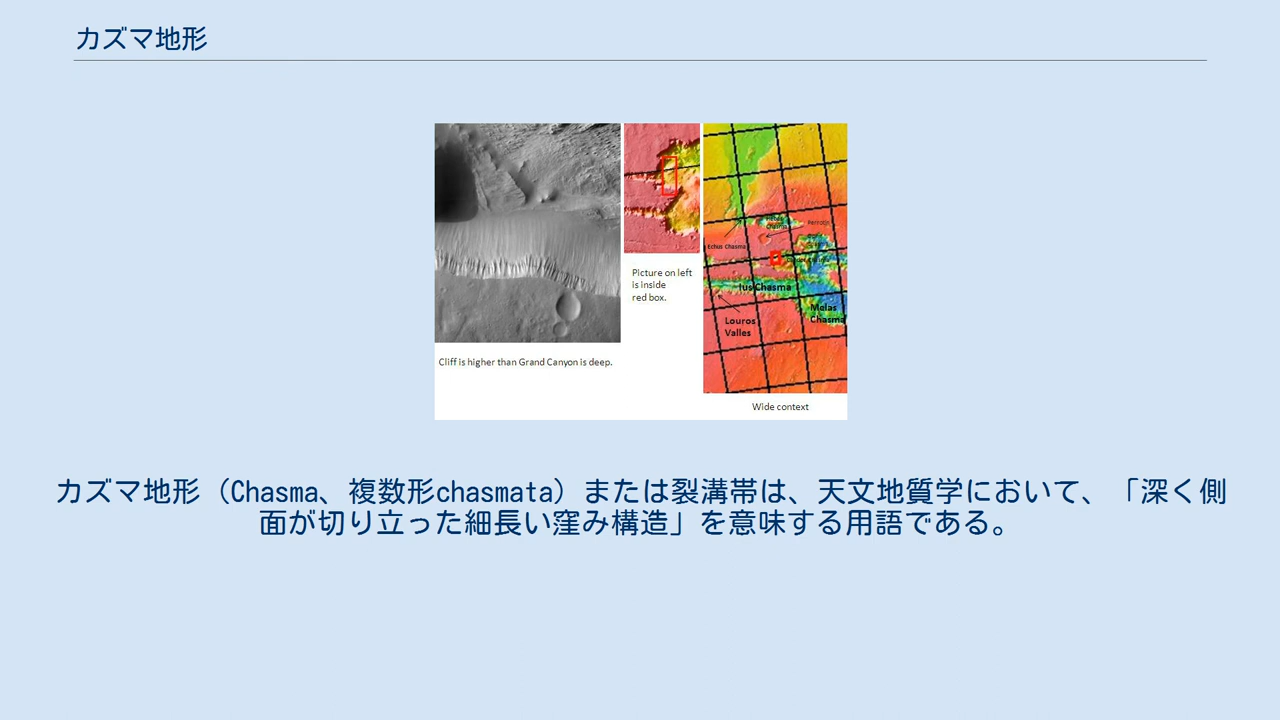 カズマ地形
Picture on left
is inside
red box.
Cliff is higher than Grand Canyon is deep.
Echus Chasma
Hebes
Chasma
Perrotin
Ius Chasma
Melas
Chasma
Louros
Valles
Wide context
カズマ地形（Chasma、複数形chasmata）または裂溝帯は、天文地質学において、「深く側
面が切り立った細長い窪み構造」を意味する用語である。